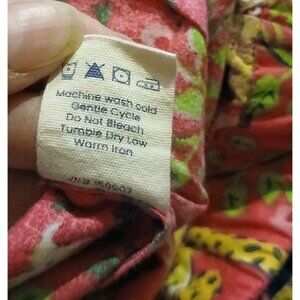 Machine wash cold
Gentle Cycle
Do Not Bleach
Tumble Dry Low
Warm Iron